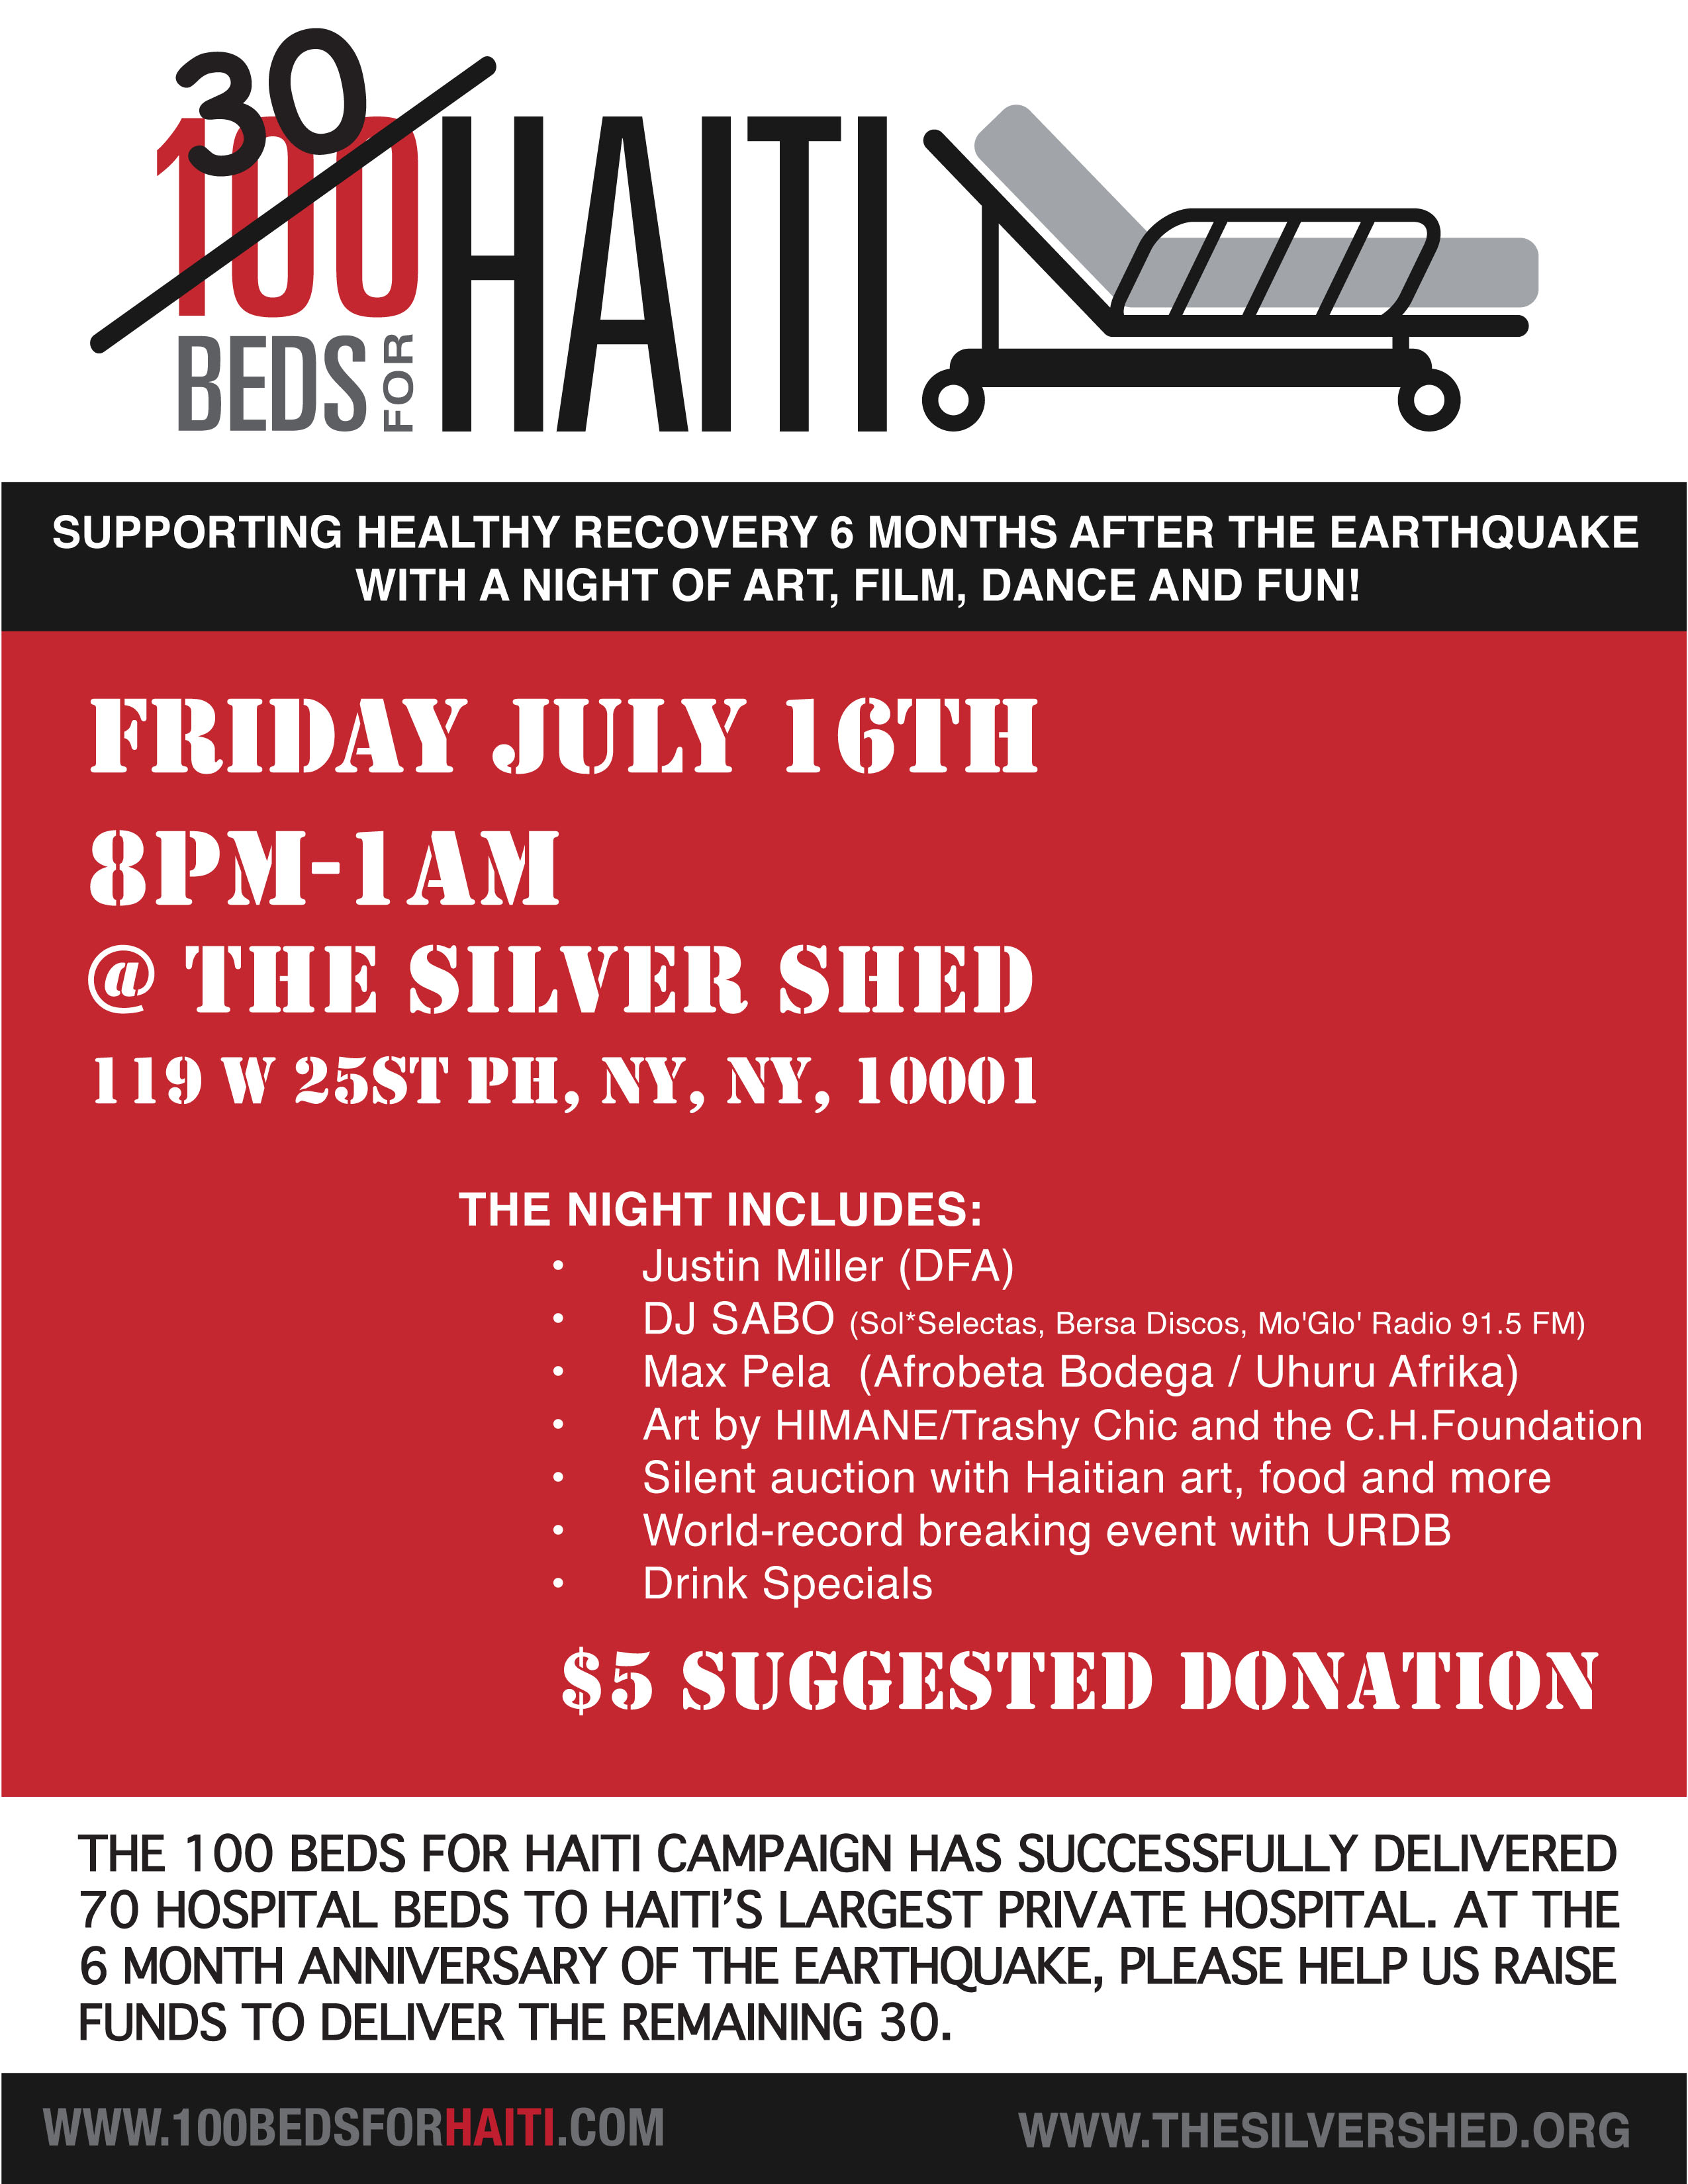 30
100
BEDS FOR HAITI
SUPPORTING HEALTHY RECOVERY 6 MONTHS AFTER THE EARTHQUAKE
WITH A NIGHT OF ART, FILM, DANCE AND FUN!
FRIDAY JULY 16TH
8PM-1AM
@ THE SILVER SHED
119 W 25ST PH, NY, NY, 10001
THE NIGHT INCLUDES:
• Justin Miller (DFA)
• DJ SABO (Sol*Selectas, Bersa Discos, Mo'Glo' Radio 91.5 FM)
• Max Pela (Afrobeta Bodega / Uhuru Afrika)
• Art by HIMANE/Trashy Chic and the C.H.Foundation
• Silent auction with Haitian art, food and more
• World-record breaking event with URDB
• Drink Specials
$5 SUGGESTED DONATION
THE 100 BEDS FOR HAITI CAMPAIGN HAS SUCCESSFULLY DELIVERED
70 HOSPITAL BEDS TO HAITI'S LARGEST PRIVATE HOSPITAL. AT THE
6 MONTH ANNIVERSARY OF THE EARTHQUAKE, PLEASE HELP US RAISE
FUNDS TO DELIVER THE REMAINING 30.
WWW.100BEDSFORHAITI.COM
WWW.THESILVERSHED.ORG